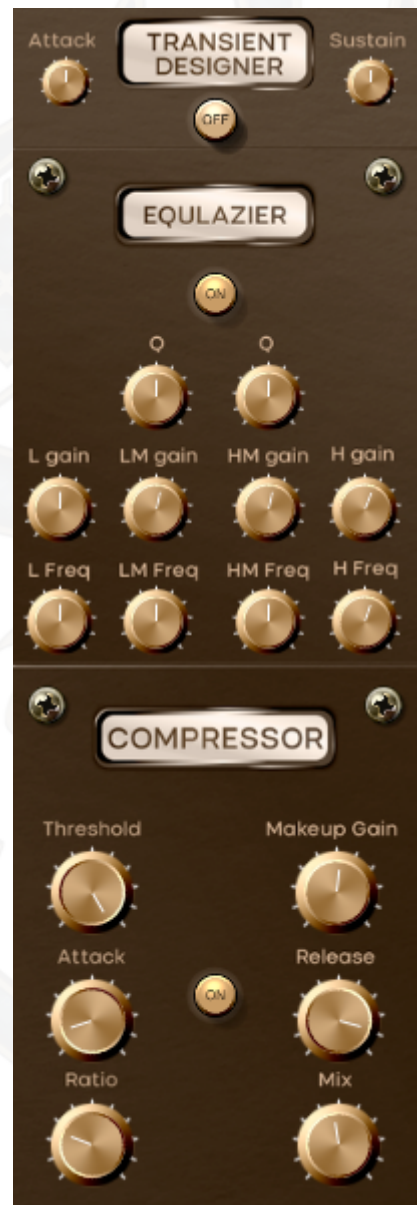 Attack
TRANSIENT
DESIGNER
Sustain
OFF
EQULAZIER
ON
Q Q
L gain LM gain HM gain H gain
L Freq LM Freq HM Freq H Freq
COMPRESSOR
Threshold Makeup Gain
Attack Release
ON
Ratio Mix